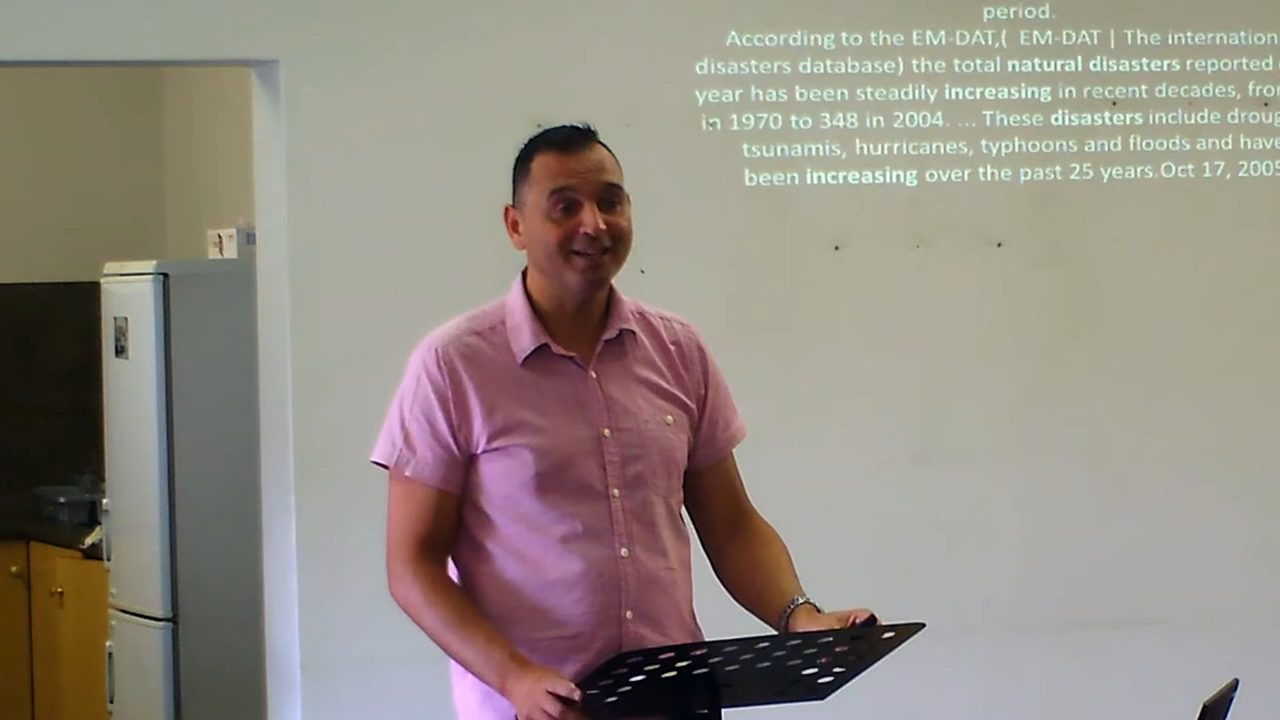 period.
According to the EM-DAT,( EM-DAT | The internation
disasters database) the total natural disasters reported
year has been steadily increasing in recent decades, fro
in 1970 to 348 in 2004. ... These disasters include droug
tsunamis, hurricanes, typhoons and floods and have
been increasing over the past 25 years.Oct 17, 2005